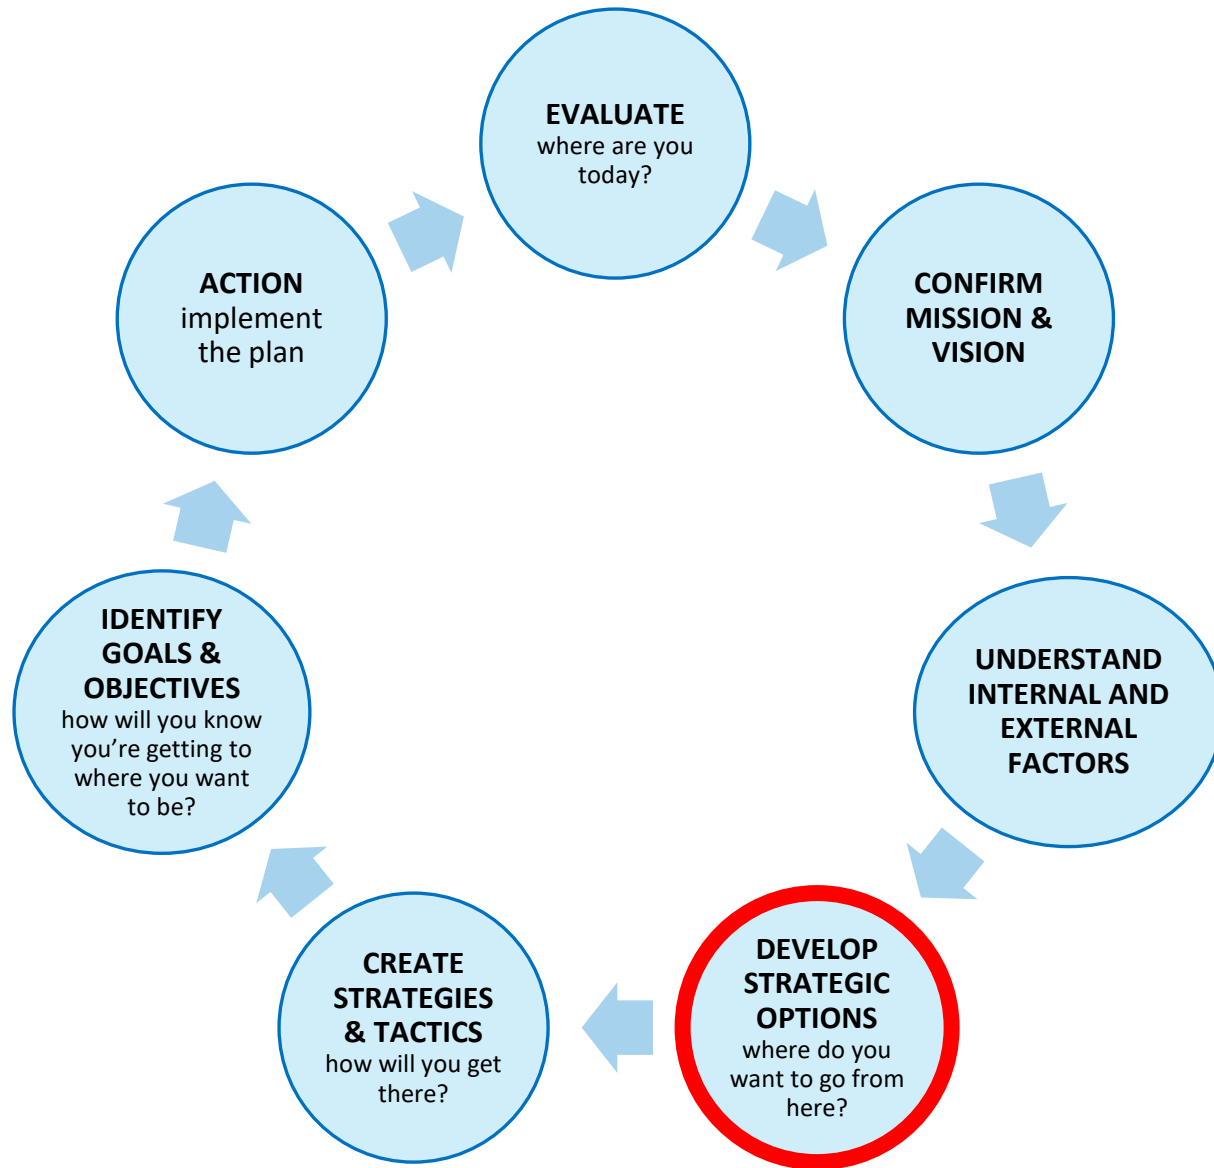 EVALUATE
where are you
today?
CONFIRM
MISSION &
VISION
UNDERSTAND
INTERNAL AND
EXTERNAL
FACTORS
DEVELOP
STRATEGIC
OPTIONS
where do you
want to go from
here?
CREATE
STRATEGIES
& TACTICS
how will you get
there?
IDENTIFY
GOALS &
OBJECTIVES
how will you know
you’re getting to
where you want
to be?
ACTION
implement
the plan